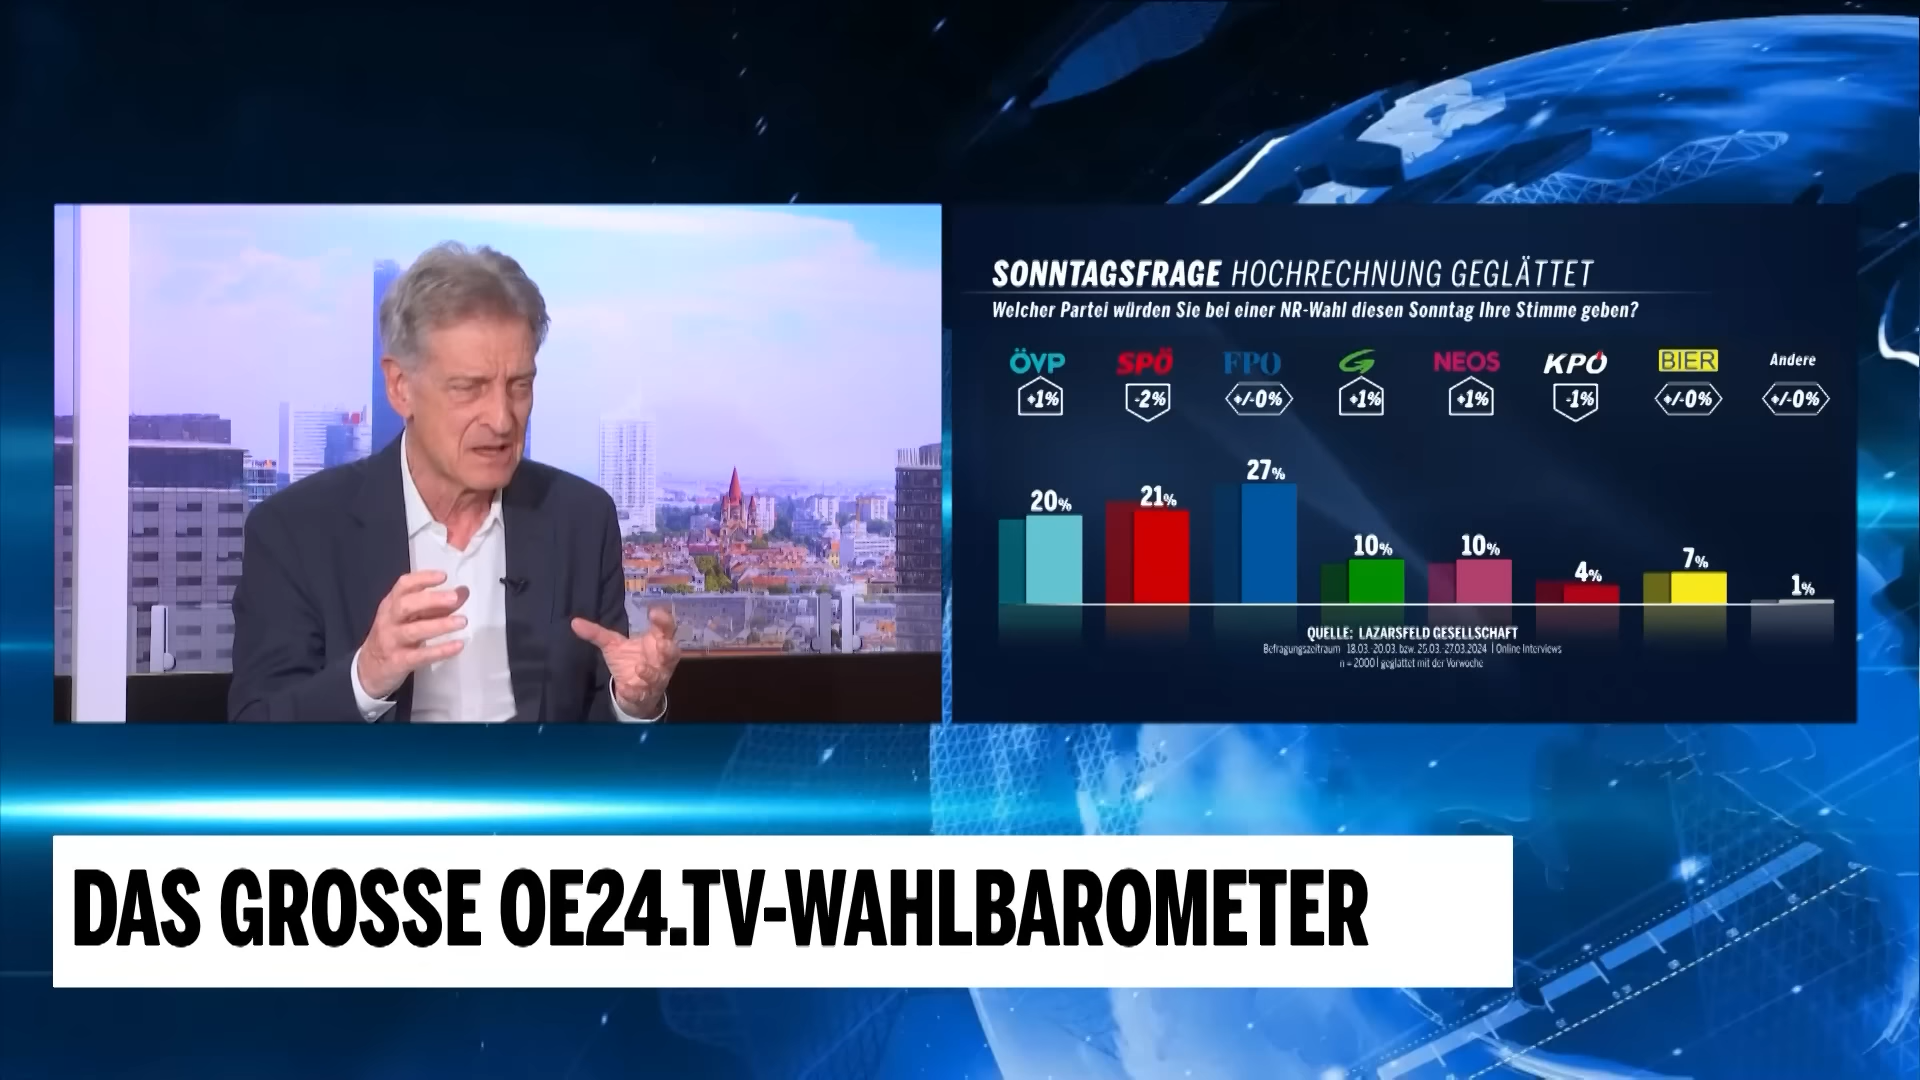 SONNTAGSFRAGE HOCHRECHNUNG GEGLÄTTET
Welcher Partei würden Sie bei einer NR-Wahl diesen Sonntag Ihre Stimme geben?
ÖVP SPÖ FPÖ G NEOS KPÖ BIER Andere
+1% -2% +/-0% +1% +1% -1% +/-0% +/-0%
20% 21% 27% 10% 10% 4% 7% 1%
QUELLE: LAZARSFELD GESELLSCHAFT
Befragungszeitraum 18.03.-20.03. bzw. 25.03.-27.03.2024 | Online Interviews
n = 2000 | geglättet mit der Vorwoche
DAS GROSSE OE24.TV-WAHLBAROMETER